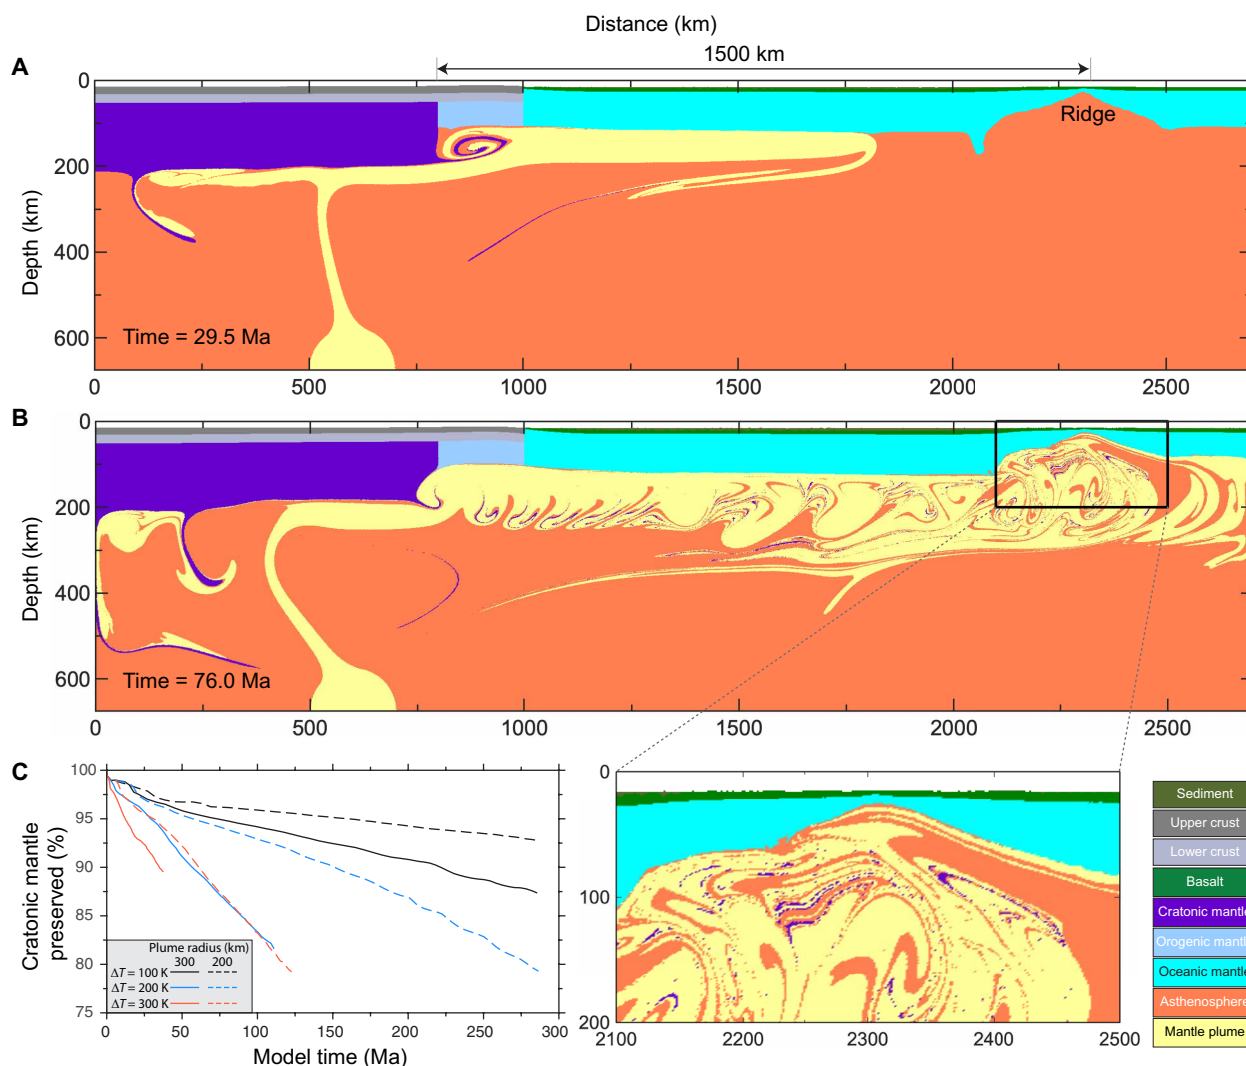 Distance (km)
A
1500 km
0
200
400
600
Depth (km)
Ridge
Time = 29.5 Ma
0 500 1000 1500 2000 2500
B
0
200
400
600
Depth (km)
Time = 76.0 Ma
0 500 1000 1500 2000 2500
C
100
95
90
85
80
75
Cratonic mantle
preserved (%)
Plume radius (km)
300 200
ΔT = 100 K
ΔT = 200 K
ΔT = 300 K
0 50 100 150 200 250 300
Model time (Ma)
0
100
200
2100 2200 2300 2400 2500
Sediment
Upper crust
Lower crust
Basalt
Cratonic mantle
Orogenic mantle
Oceanic mantle
Asthenosphere
Mantle plume